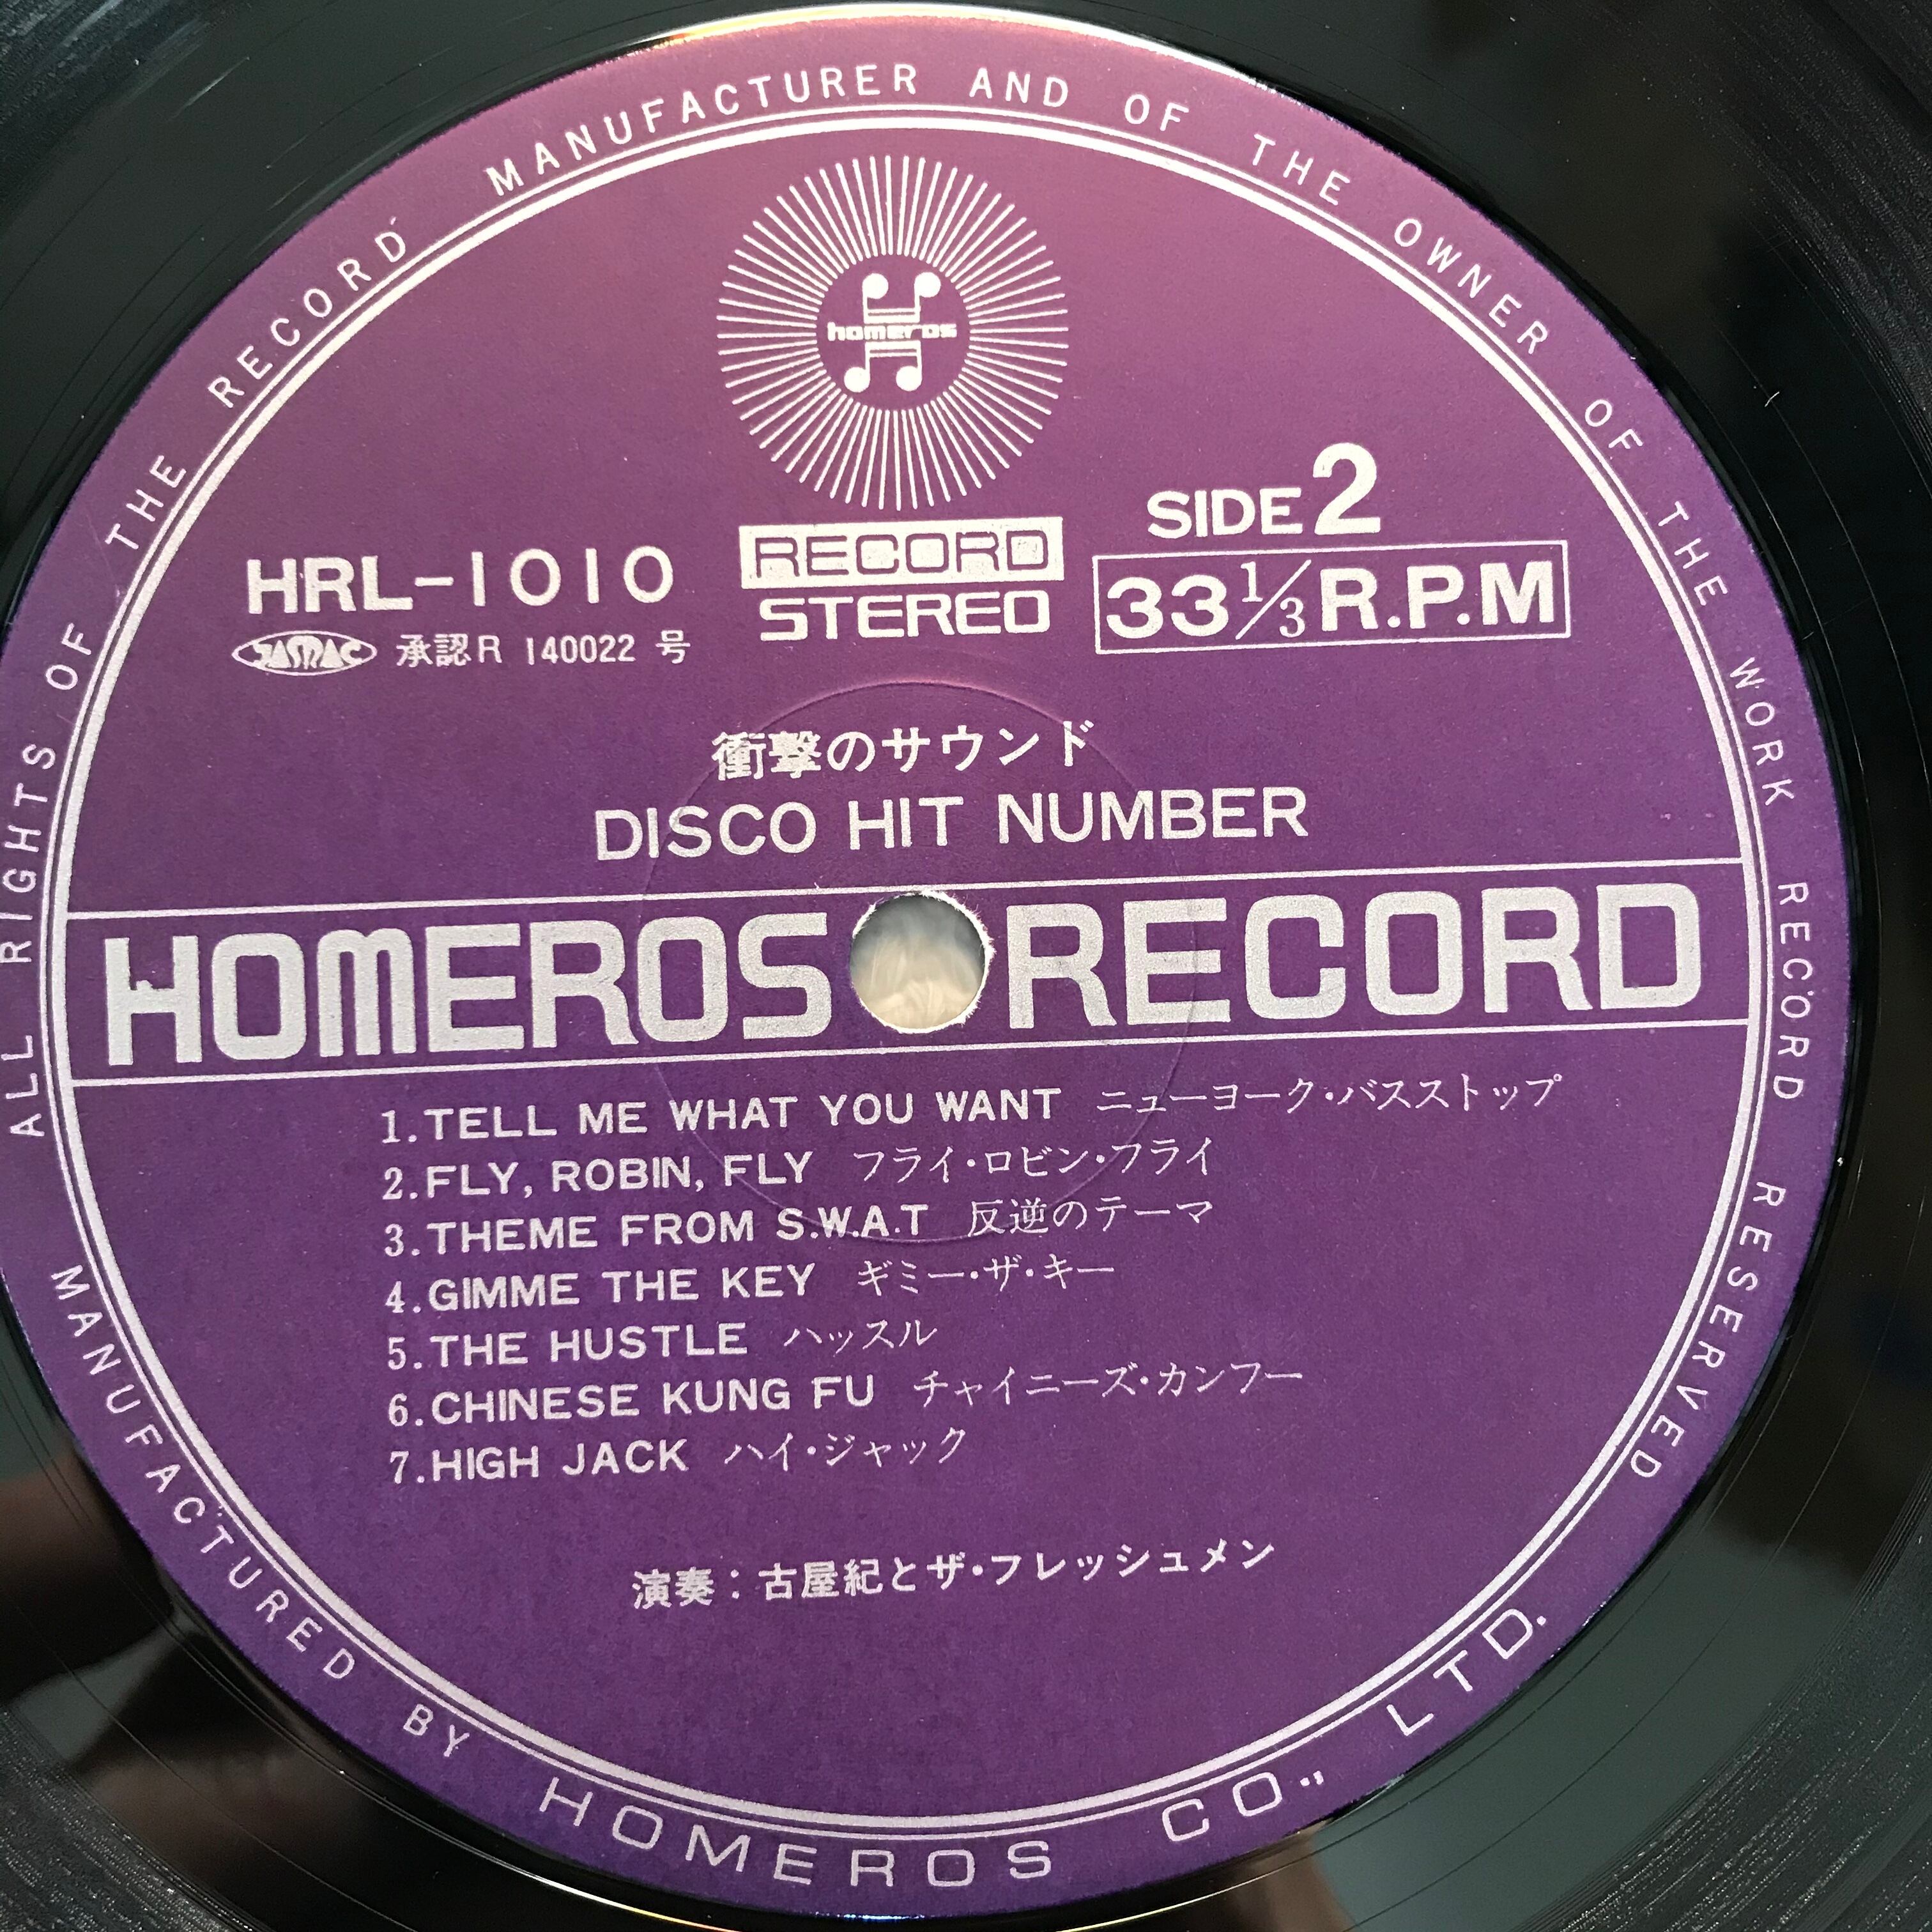 ALL RIGHTS OF THE RECORD MANUFACTURER AND OF THE OWNER OF THE WORK RECORD RESERVED
homeros
HRL-1010
JASRAC 承認R 140022 号
RECORD
STEREO
SIDE 2
33 1/3 R.P.M
衝撃のサウンド
DISCO HIT NUMBER
HOMEROS RECORD
1.TELL ME WHAT YOU WANT ニューヨーク・バスストップ
2.FLY, ROBIN, FLY フライ・ロビン・フライ
3.THEME FROM S.W.A.T 反逆のテーマ
4.GIMME THE KEY ギミー・ザ・キー
5.THE HUSTLE ハッスル
6.CHINESE KUNG FU チャイニーズ・カンフー
7.HIGH JACK ハイ・ジャック
演奏：古屋紀とザ・フレッシュメン
MANUFACTURED BY HOMEROS CO., LTD.